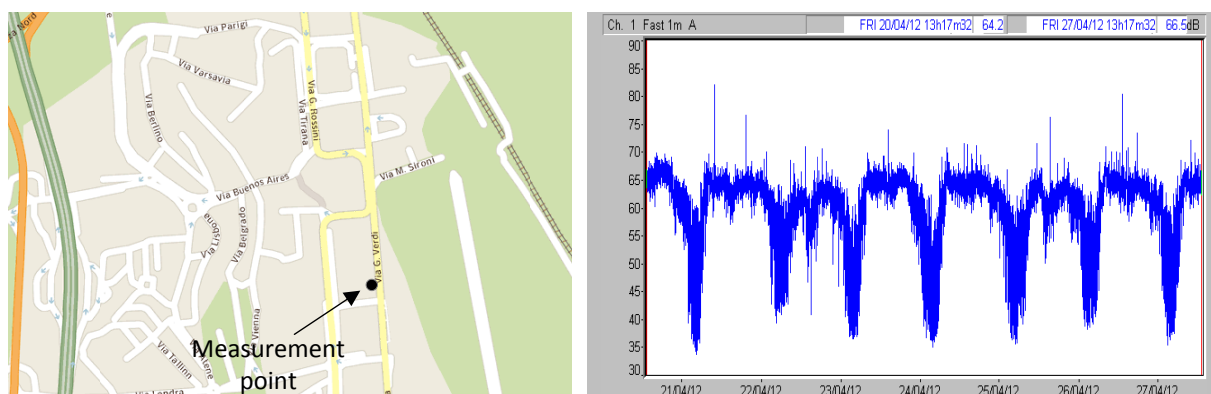 Via Nord
Via Parigi
Via Varsavia
Via Berlino
Via G. Rossini
Via Tirana
Via M. Sironi
Via Buenos Aires
Via Lisbona
Via Belgrado
Via G. Verdi
Via Vienna
Measurement
point
Via Tallinn
Via Londra
Ch. 1 Fast 1m A FRI 20/04/12 13h17m32 64.2 FRI 27/04/12 13h17m32 66.5dB
90
85
80
75
70
65
60
55
50
45
40
35
30
21/04/12 22/04/12 23/04/12 24/04/12 25/04/12 26/04/12 27/04/12